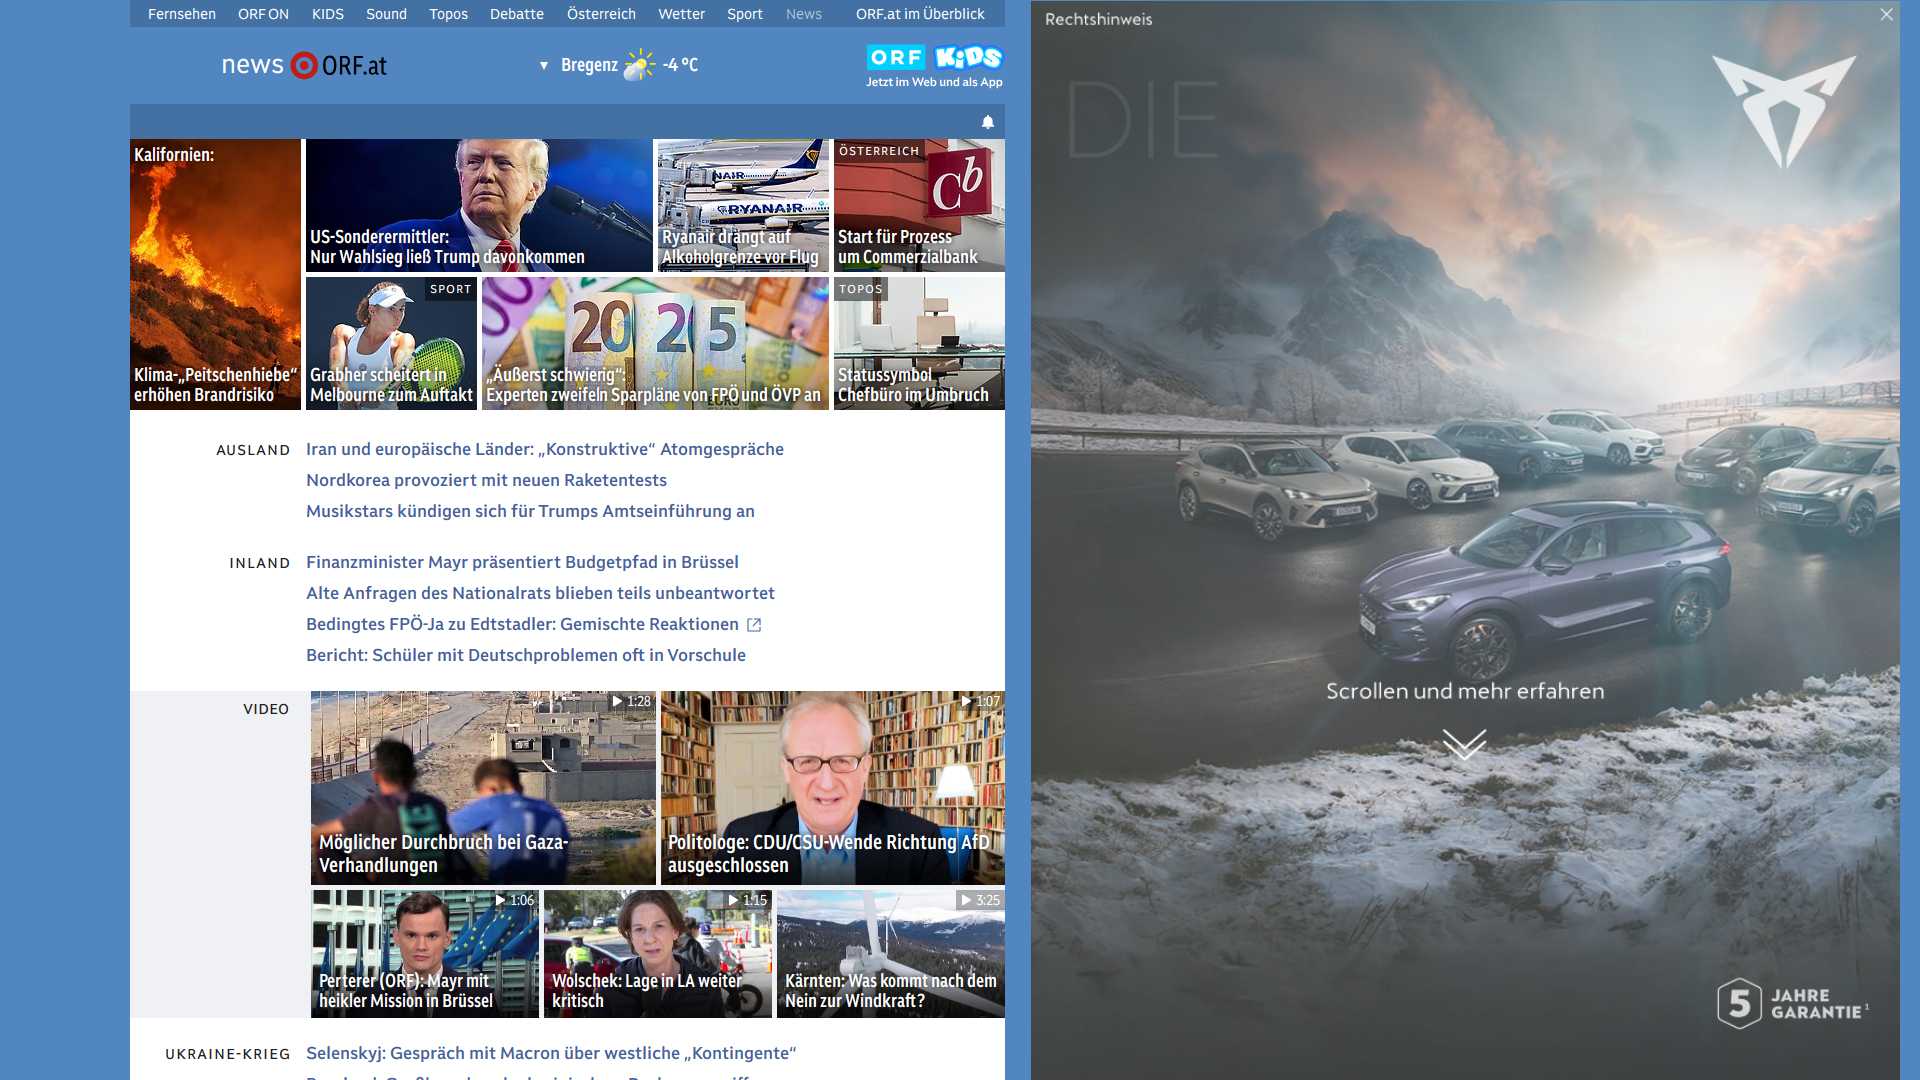 Fernsehen ORF ON KIDS Sound Topos Debatte Österreich Wetter Sport News ORF.at im Überblick
news ORF.at
Bregenz -4 °C
ORF KiDS
Jetzt im Web und als App
Kalifornien:
Klima-„Peitschenhiebe“
erhöhen Brandrisiko
US-Sonderermittler:
Nur Wahlsieg ließ Trump davonkommen
NAIR
RYANAIR
Ryanair drängt auf
Alkoholgrenze vor Flug
ÖSTERREICH
Cb
Start für Prozess
um Commerzialbank
SPORT
Grabher scheitert in
Melbourne zum Auftakt
2025
EURO
„Äußerst schwierig“:
Experten zweifeln Sparpläne von FPÖ und ÖVP an
TOPOS
Statussymbol
Chefbüro im Umbruch
AUSLAND
Iran und europäische Länder: „Konstruktive“ Atomgespräche
Nordkorea provoziert mit neuen Raketentests
Musikstars kündigen sich für Trumps Amtseinführung an
INLAND
Finanzminister Mayr präsentiert Budgetpfad in Brüssel
Alte Anfragen des Nationalrats blieben teils unbeantwortet
Bedingtes FPÖ-Ja zu Edtstadler: Gemischte Reaktionen
Bericht: Schüler mit Deutschproblemen oft in Vorschule
VIDEO
1:28
Möglicher Durchbruch bei Gaza-
Verhandlungen
1:07
Politologe: CDU/CSU-Wende Richtung AfD
ausgeschlossen
1:06
Perterer (ORF): Mayr mit
heikler Mission in Brüssel
1:15
Wolschek: Lage in LA weiter
kritisch
3:25
Kärnten: Was kommt nach dem
Nein zur Windkraft?
UKRAINE-KRIEG
Selenskyj: Gespräch mit Macron über westliche „Kontingente“
Rechtshinweis
DIE
Scrollen und mehr erfahren
5 JAHRE
GARANTIE 1